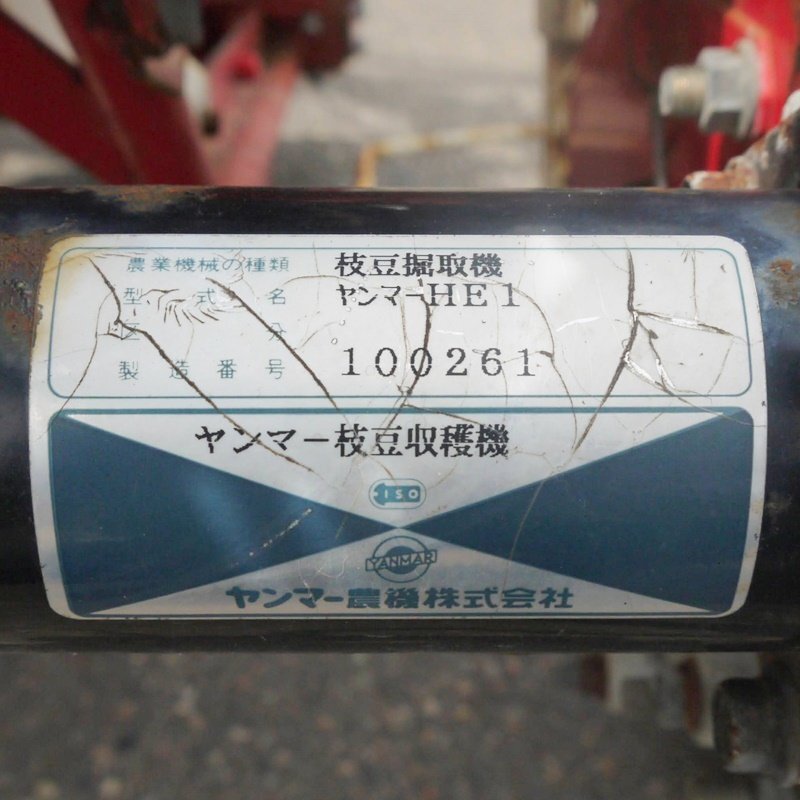 農業機械の種類 枝豆掘取機
型式名 ヤンマーHE1
区分
製造番号 100261
ヤンマー枝豆収穫機
ISO
YANMAR
ヤンマー農機株式会社